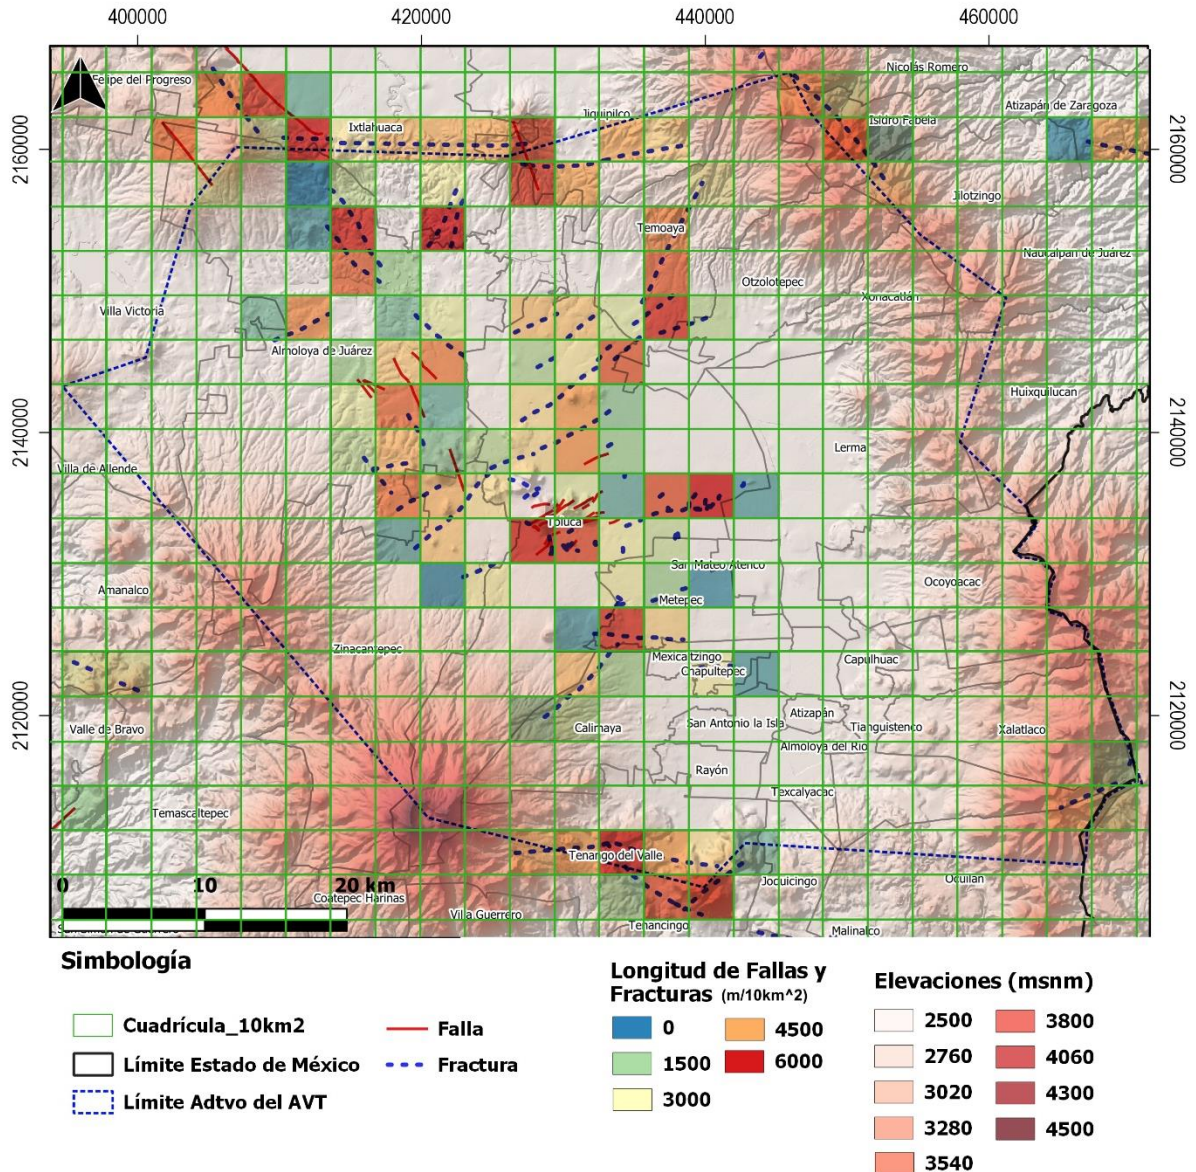 400000 420000 440000 460000
Felipe del Progreso
Nicolás Romero
Atizapán de Zaragoza
Jiquipilco
Ixtlahuaca
Isidro Fabela
2160000
2160000
Jilotzingo
Temoaya
Naucalpan de Juárez
Otzolotepec
Xonacatlán
Villa Victoria
Almoloya de Juárez
Huixquilucan
2140000
2140000
Lerma
Villa de Allende
Toluca
San Mateo Atenco
Ocoyoacac
Amanalco
Metepec
Zinacantepec
Mexicaltzingo
Capulhuac
Chapultepec
2120000
2120000
Atizapán
San Antonio la Isla
Valle de Bravo
Calimaya
Tianguistenco
Xalatlaco
Almoloya del Río
Rayón
Texcalyacac
Temascaltepec
Tenango del Valle
Joquicingo
Ocuilan
0 10 20 km
Coatepec Harinas
Villa Guerrero
Tenancingo
Malinalco
Simbología
Cuadrícula_10km2
Límite Estado de México
Límite Adtvo del AVT
Falla
Fractura
Longitud de Fallas y
Fracturas (m/10km^2)
0
1500
3000
4500
6000
Elevaciones (msnm)
2500
2760
3020
3280
3540
3800
4060
4300
4500